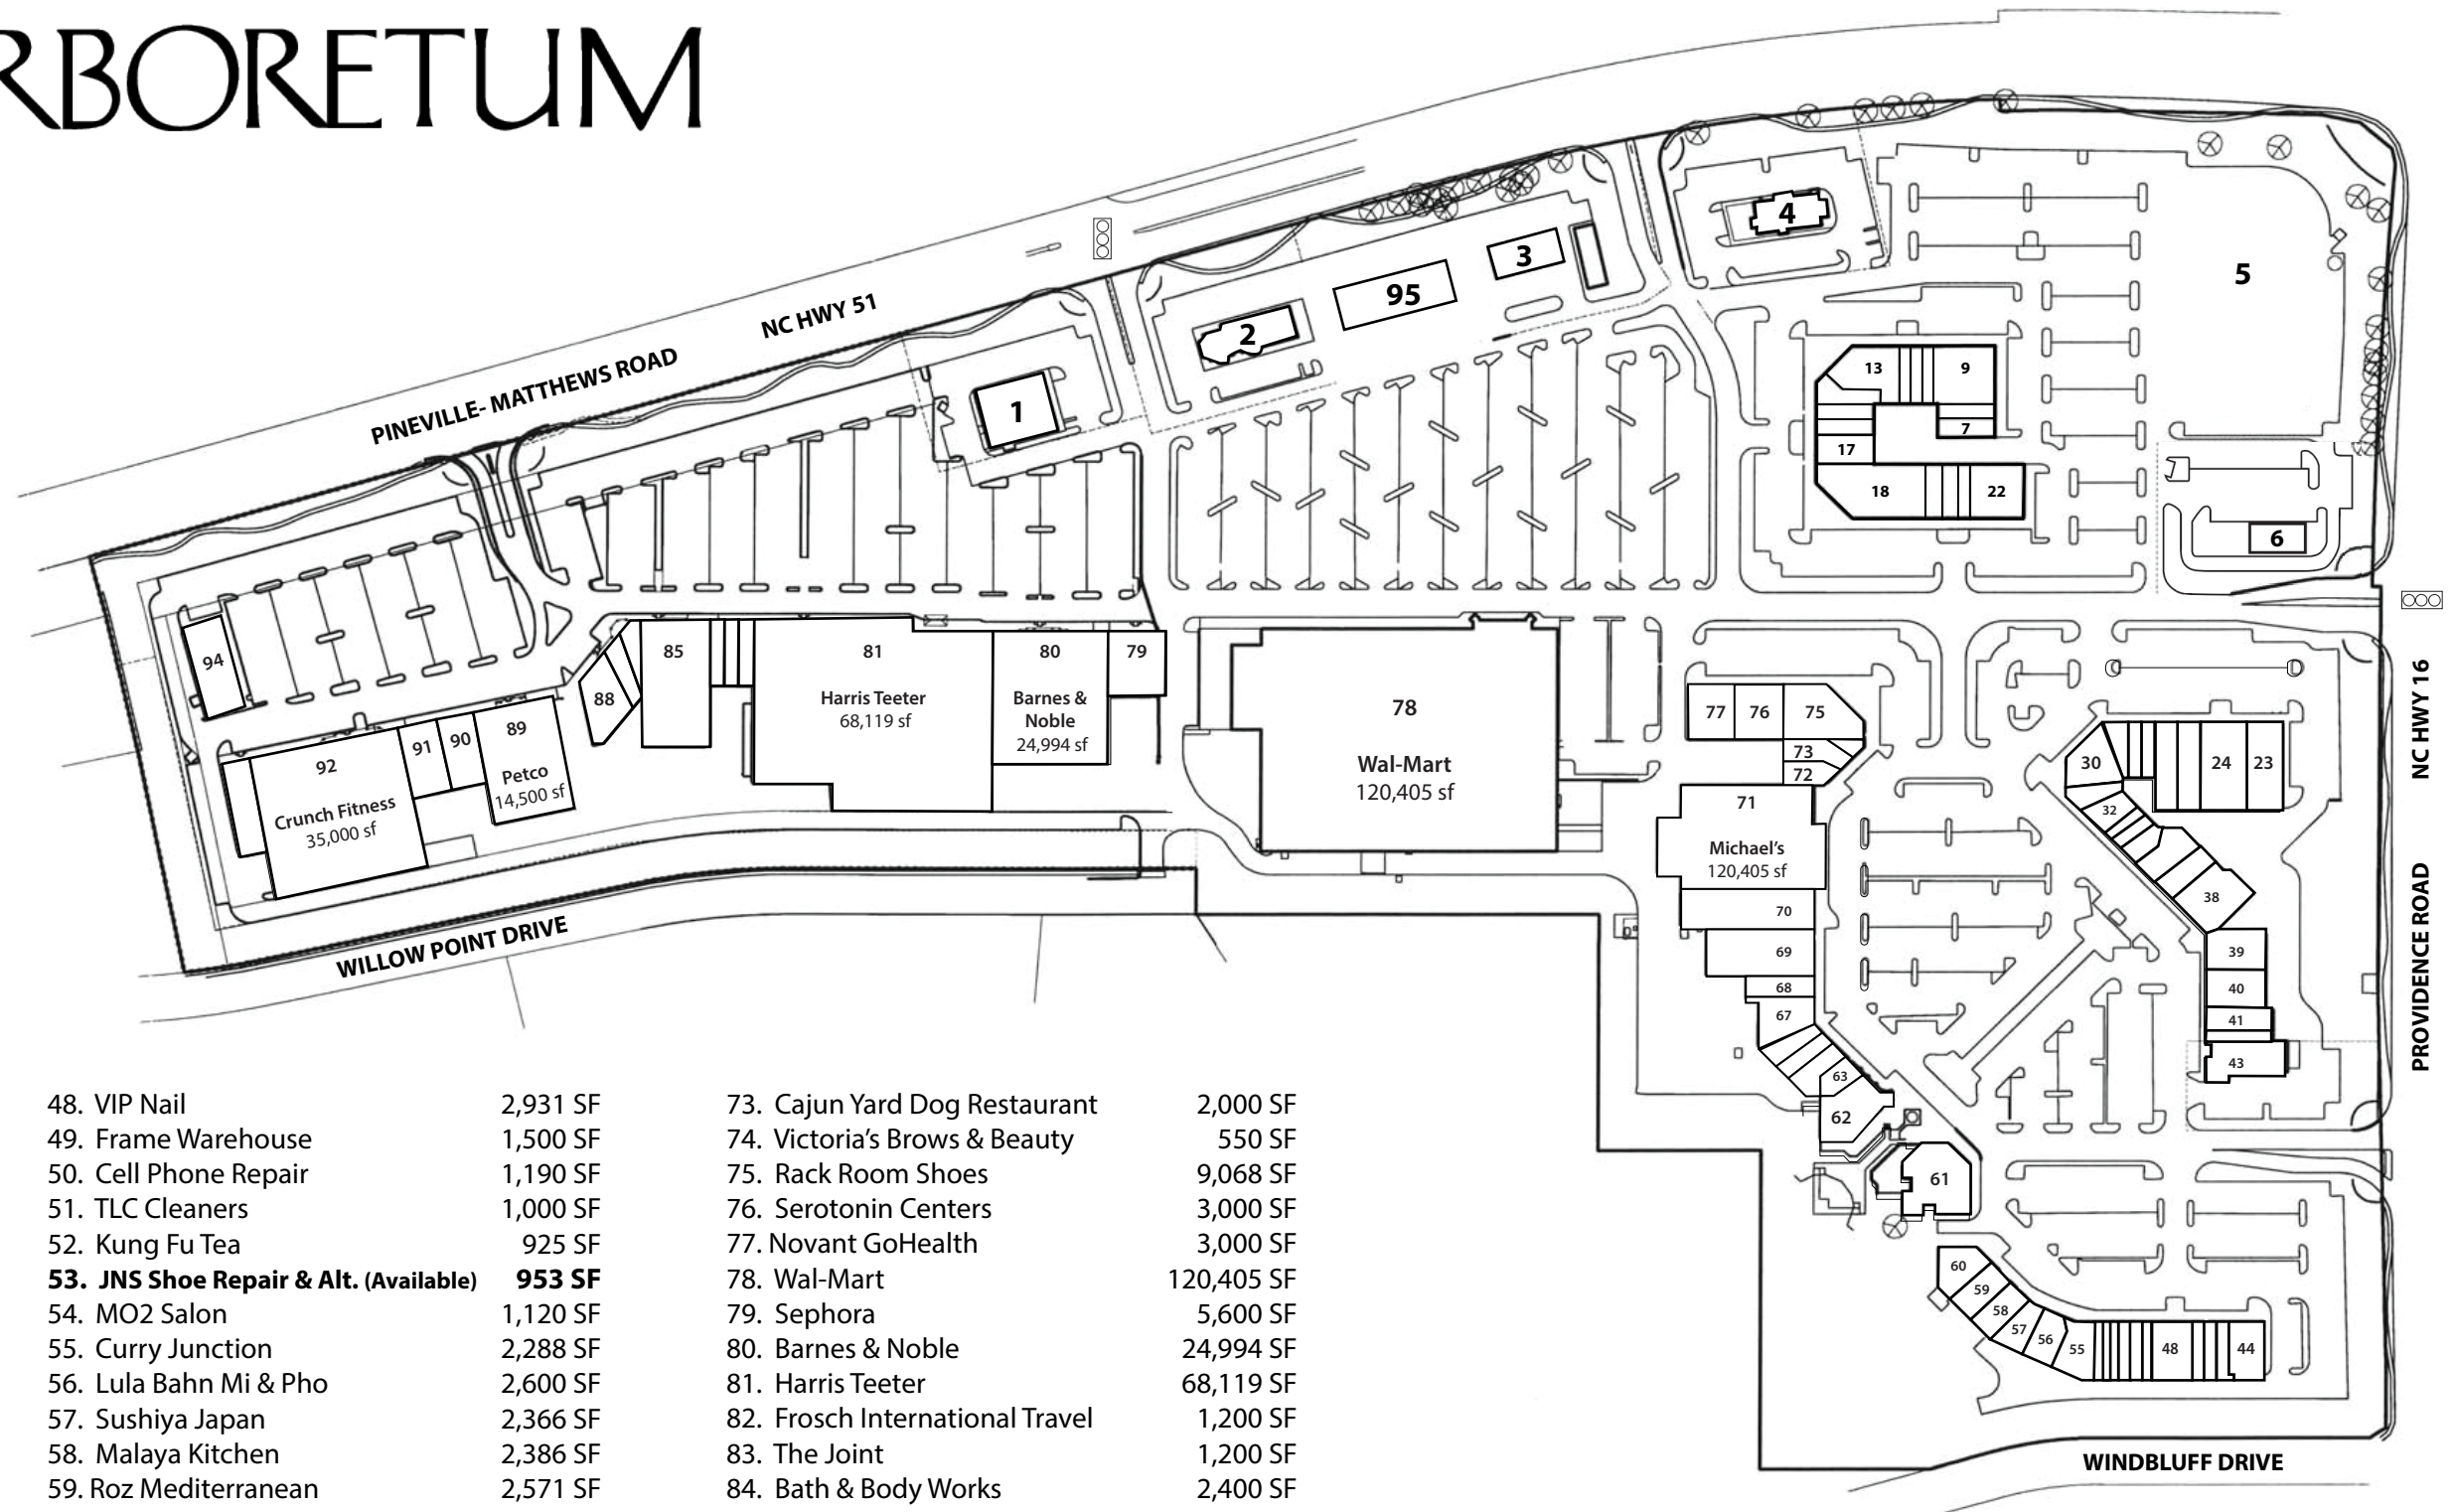 RBORETUM
NC HWY 51
PINEVILLE- MATTHEWS ROAD
4
3
95
5
2
1
13
9
7
17
18
22
6
NC HWY 16
PROVIDENCE ROAD
94
88
85
81
Harris Teeter
68,119 sf
80
Barnes &
Noble
24,994 sf
79
78
Wal-Mart
120,405 sf
77
76
75
73
72
71
Michael's
120,405 sf
70
69
68
67
63
62
61
30
24
23
32
38
39
40
41
43
92
Crunch Fitness
35,000 sf
91
90
89
Petco
14,500 sf
WILLOW POINT DRIVE
60
59
58
57
56
55
48
44
WINDBLUFF DRIVE
48. VIP Nail 2,931 SF
49. Frame Warehouse 1,500 SF
50. Cell Phone Repair 1,190 SF
51. TLC Cleaners 1,000 SF
52. Kung Fu Tea 925 SF
53. JNS Shoe Repair & Alt. (Available) 953 SF
54. MO2 Salon 1,120 SF
55. Curry Junction 2,288 SF
56. Lula Bahn Mi & Pho 2,600 SF
57. Sushiya Japan 2,366 SF
58. Malaya Kitchen 2,386 SF
59. Roz Mediterranean 2,571 SF
73. Cajun Yard Dog Restaurant 2,000 SF
74. Victoria's Brows & Beauty 550 SF
75. Rack Room Shoes 9,068 SF
76. Serotonin Centers 3,000 SF
77. Novant GoHealth 3,000 SF
78. Wal-Mart 120,405 SF
79. Sephora 5,600 SF
80. Barnes & Noble 24,994 SF
81. Harris Teeter 68,119 SF
82. Frosch International Travel 1,200 SF
83. The Joint 1,200 SF
84. Bath & Body Works 2,400 SF